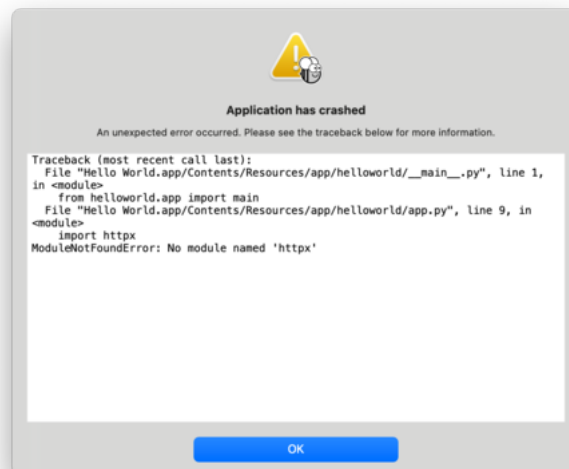 Application has crashed
An unexpected error occurred. Please see the traceback below for more information.
Traceback (most recent call last):
  File "Hello World.app/Contents/Resources/app/helloworld/__main__.py", line 1,
in <module>
    from helloworld.app import main
  File "Hello World.app/Contents/Resources/app/helloworld/app.py", line 9, in
<module>
    import httpx
ModuleNotFoundError: No module named 'httpx'
OK